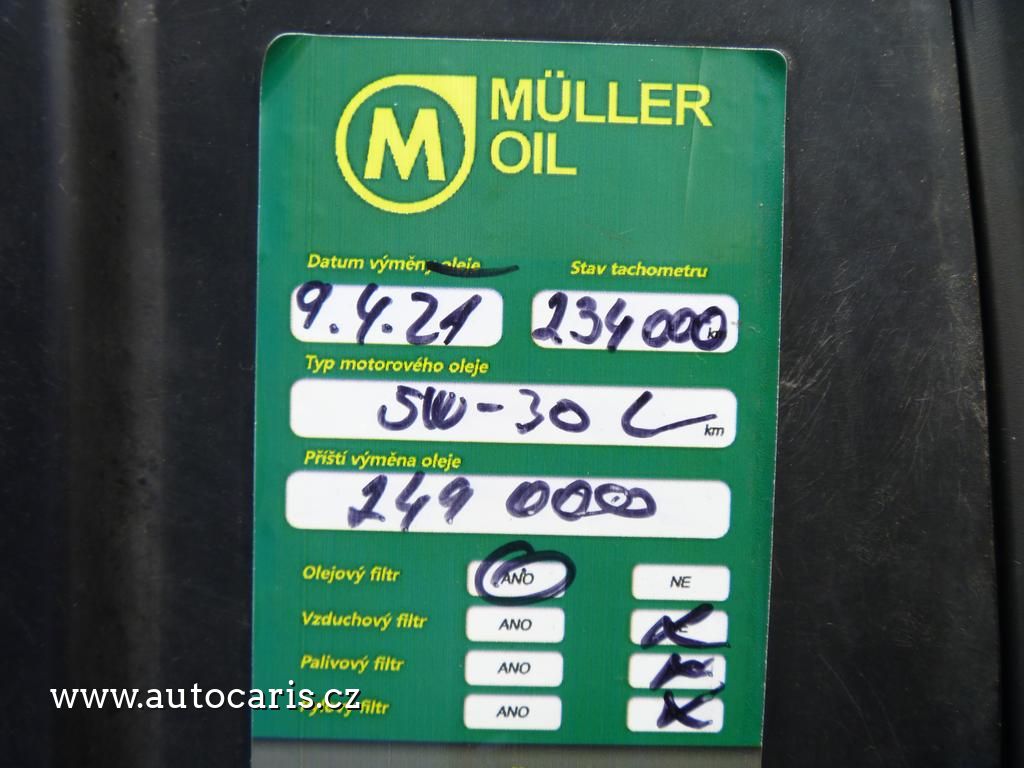 M
MÜLLER
OIL
Datum výměny oleje Stav tachometru
9.4.21 234000 km
Typ motorového oleje
5W-30 L km
Příští výměna oleje
249 000
Olejový filtr ANO NE
Vzduchový filtr ANO
Palivový filtr ANO
www.autocaris.cz
filtr ANO